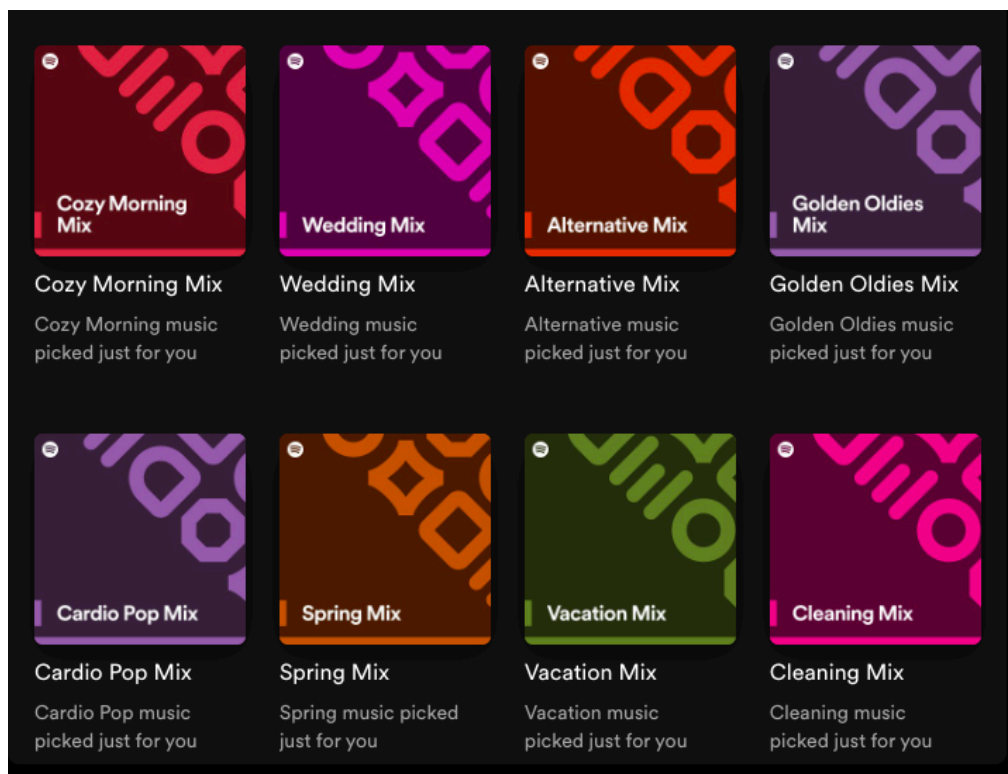 Cozy Morning
Mix
Cozy Morning Mix
Cozy Morning music
picked just for you
Wedding Mix
Wedding Mix
Wedding music
picked just for you
Alternative Mix
Alternative Mix
Alternative music
picked just for you
Golden Oldies
Mix
Golden Oldies Mix
Golden Oldies music
picked just for you
Cardio Pop Mix
Cardio Pop Mix
Cardio Pop music
picked just for you
Spring Mix
Spring Mix
Spring music picked
just for you
Vacation Mix
Vacation Mix
Vacation music
picked just for you
Cleaning Mix
Cleaning Mix
Cleaning music
picked just for you